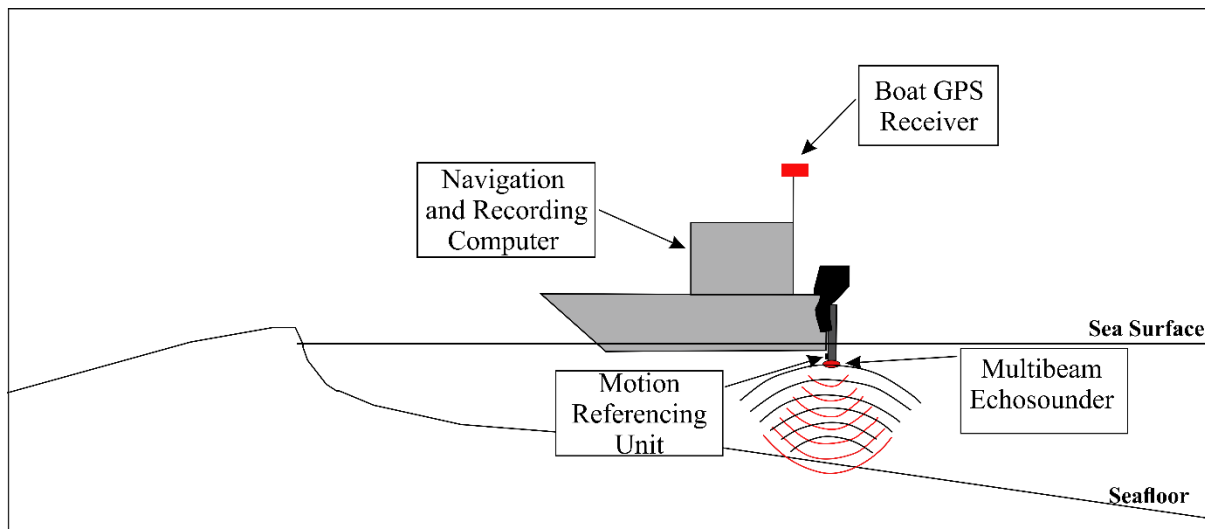 Boat GPS
Receiver
Navigation
and Recording
Computer
Sea Surface
Motion
Referencing
Unit
Multibeam
Echosounder
Seafloor